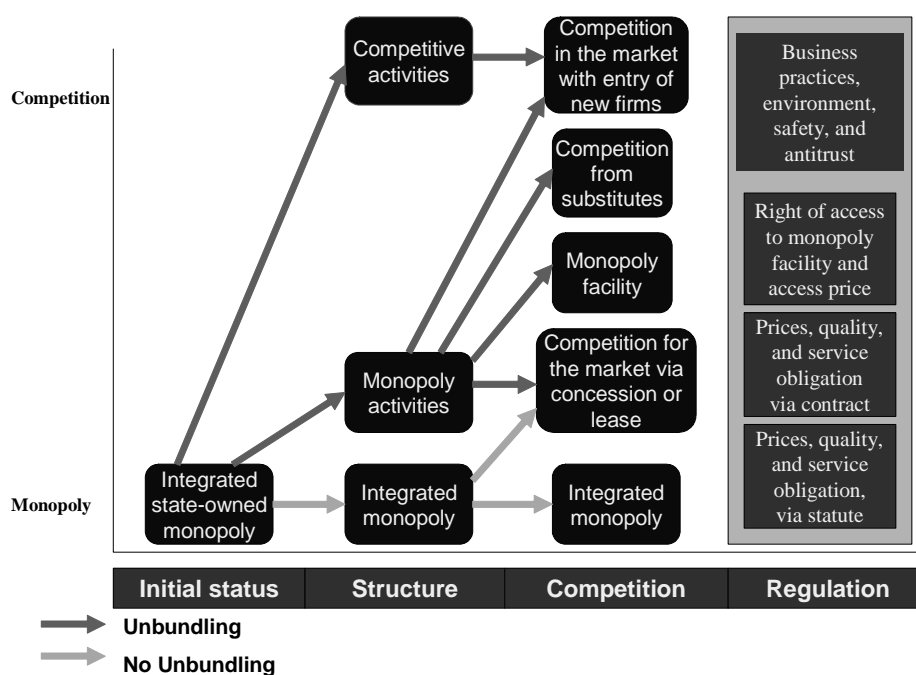 Competition
Monopoly
Integrated
state-owned
monopoly
Competitive
activities
Monopoly
activities
Integrated
monopoly
Competition
in the market
with entry of
new firms
Competition
from
substitutes
Monopoly
facility
Competition for
the market via
concession or
lease
Integrated
monopoly
Business
practices,
environment,
safety, and
antitrust
Right of access
to monopoly
facility and
access price
Prices, quality,
and service
obligation
via contract
Prices, quality,
and service
obligation,
via statute
Initial status
Structure
Competition
Regulation
Unbundling
No Unbundling